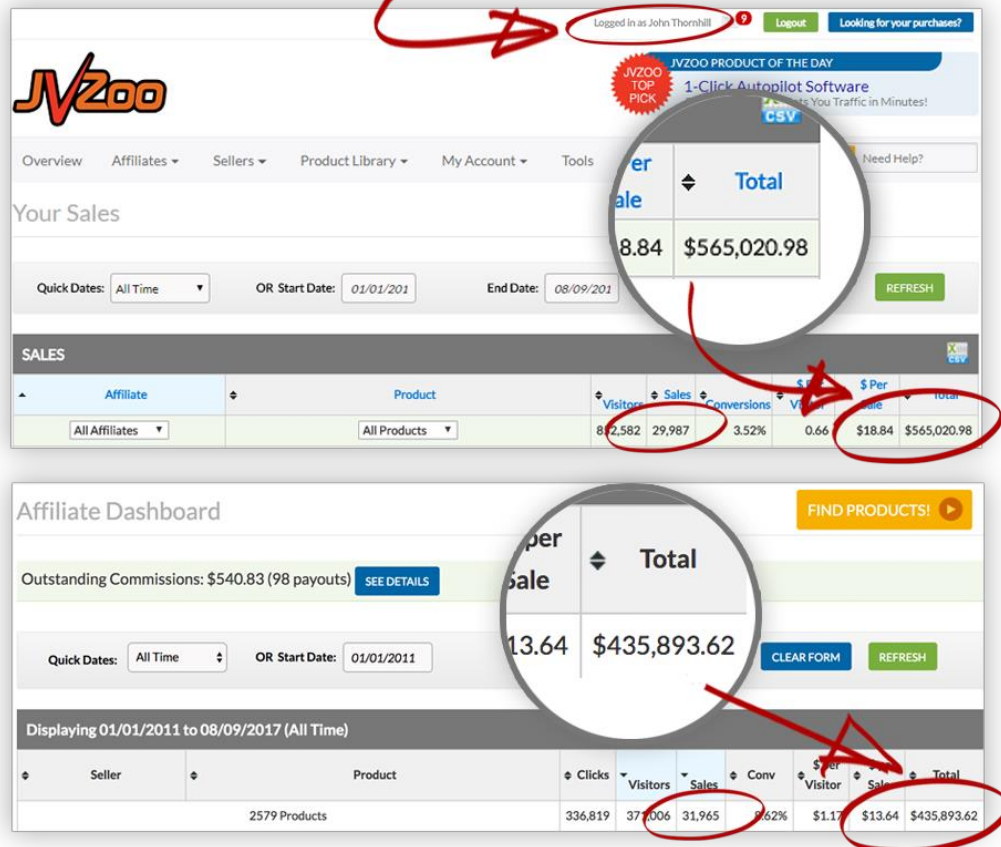 Logged in as John Thornhill 9 Logout Looking for your purchases?
JVZoo
JVZOO TOP PICK
JVZOO PRODUCT OF THE DAY
1-Click Autopilot Software
You Traffic in Minutes!
CSV
Overview Affiliates Sellers Product Library My Account Tools Need Help?
Your Sales
er ale Total
8.84 $565,020.98
Quick Dates: All Time OR Start Date: 01/01/201 End Date: 08/09/201 REFRESH
SALES CSV
Affiliate Product Visitors Sales Conversions $ Per Sale Total
All Affiliates All Products 29,987 3.52% 0.66 $18.84 $565,020.98
Affiliate Dashboard FIND PRODUCTS!
per Sale Total
Outstanding Commissions: $540.83 (98 payouts) SEE DETAILS
13.64 $435,893.62
Quick Dates: All Time OR Start Date: 01/01/2011 CLEAR FORM REFRESH
Displaying 01/01/2011 to 08/09/2017 (All Time)
Seller Product Clicks Visitors Sales Conv Visitor Sale Total
2579 Products 336,819 31,965 $1.17 $13.64 $435,893.62